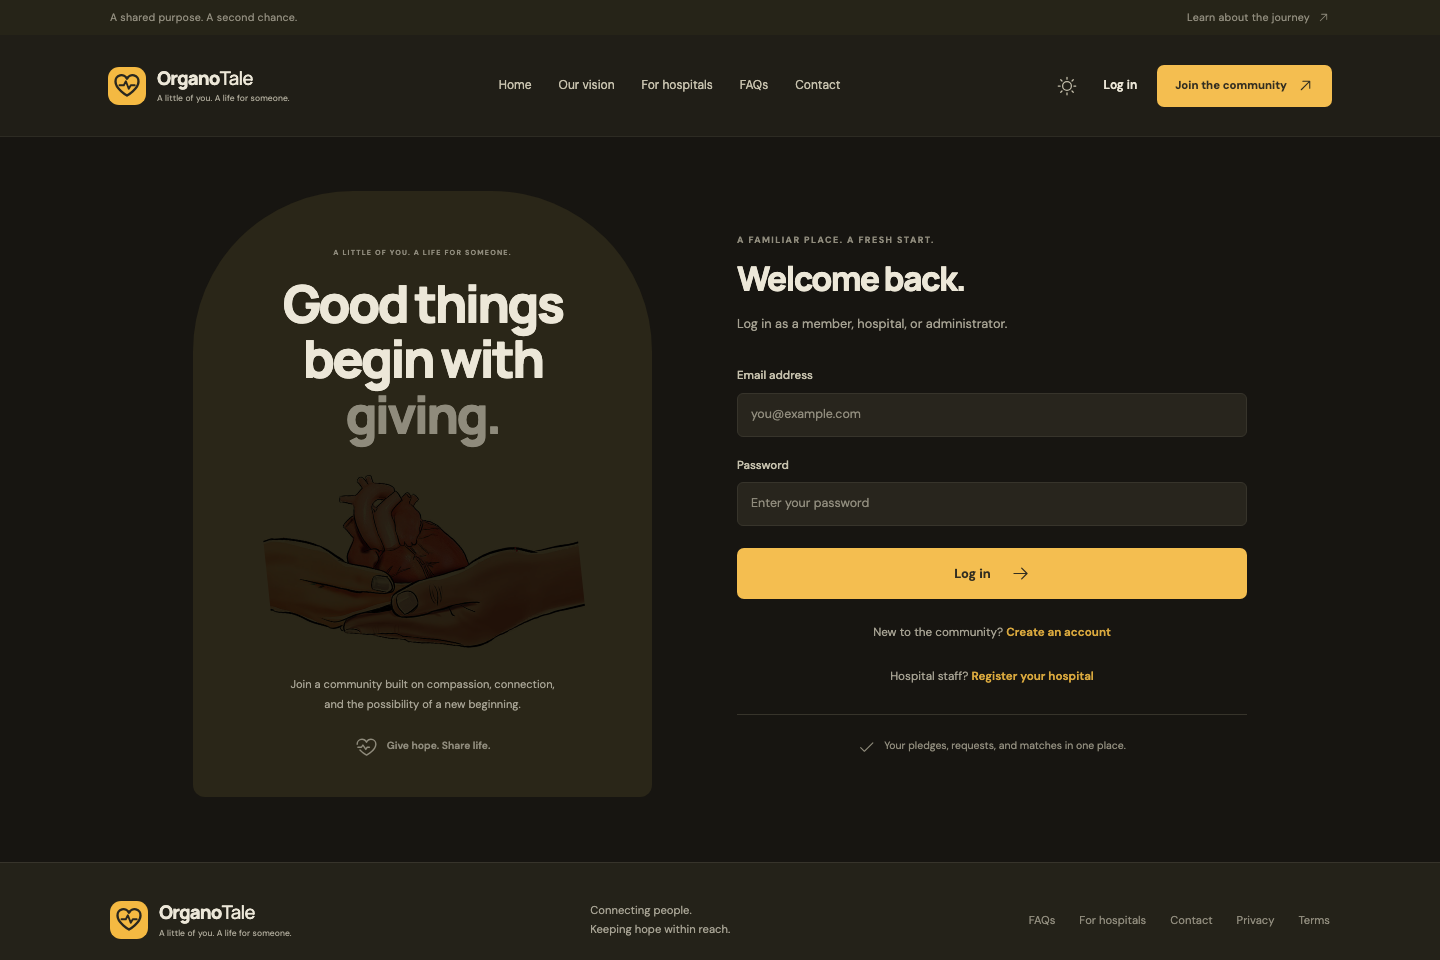 A shared purpose. A second chance.
Learn about the journey
OrganoTale
A little of you. A life for someone.
Home
Our vision
For hospitals
FAQs
Contact
Log in
Join the community
A LITTLE OF YOU. A LIFE FOR SOMEONE.
Good things
begin with
giving.
Join a community built on compassion, connection,
and the possibility of a new beginning.
Give hope. Share life.
A FAMILIAR PLACE. A FRESH START.
Welcome back.
Log in as a member, hospital, or administrator.
Email address
you@example.com
Password
Enter your password
Log in
New to the community? Create an account
Hospital staff? Register your hospital
Your pledges, requests, and matches in one place.
OrganoTale
A little of you. A life for someone.
Connecting people.
Keeping hope within reach.
FAQs
For hospitals
Contact
Privacy
Terms